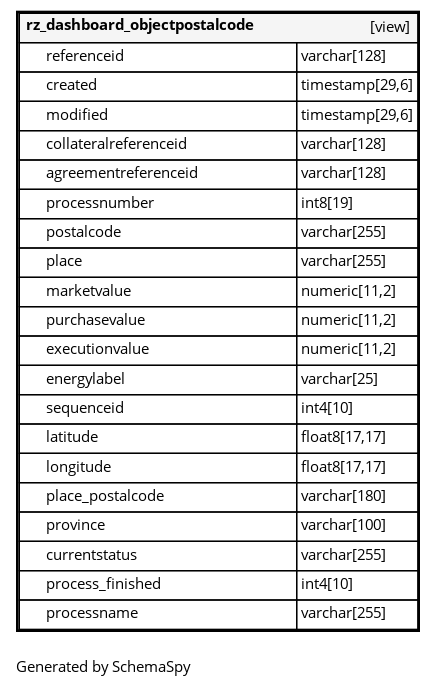 rz_dashboard_objectpostalcode [view]
referenceid varchar[128]
created timestamp[29,6]
modified timestamp[29,6]
collateralreferenceid varchar[128]
agreementreferenceid varchar[128]
processnumber int8[19]
postalcode varchar[255]
place varchar[255]
marketvalue numeric[11,2]
purchasevalue numeric[11,2]
executionvalue numeric[11,2]
energylabel varchar[25]
sequenceid int4[10]
latitude float8[17,17]
longitude float8[17,17]
place_postalcode varchar[180]
province varchar[100]
currentstatus varchar[255]
process_finished int4[10]
processname varchar[255]
Generated by SchemaSpy